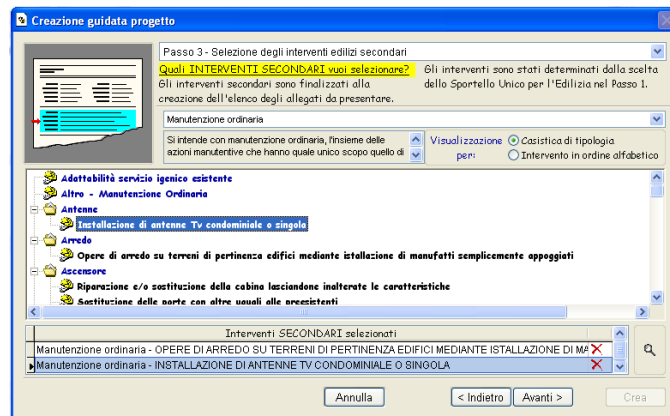 Creazione guidata progetto
Passo 3 - Selezione degli interventi edilizi secondari
Quali INTERVENTI SECONDARI vuoi selezionare?
Gli interventi secondari sono finalizzati alla
creazione dell'elenco degli allegati da presentare.
Gli interventi sono stati determinati dalla scelta
dello Sportello Unico per l'Edilizia nel Passo 1.
Manutenzione ordinaria
Si intende con manutenzione ordinaria, l'insieme delle
azioni manutentive che hanno quale unico scopo quello di
Visualizzazione
per:
Casistica di tipologia
Intervento in ordine alfabetico
Adattabilità servizio igenico esistente
Altro - Manutenzione Ordinaria
Antenne
Installazione di antenne Tv condominiale o singola
Arredo
Opere di arredo su terreni di pertinenza edifici mediante istallazione di manufatti semplicemente appoggiati
Ascensore
Riparazione e/o sostituzione della cabina lasciandone inalterate le caratteristiche
Sostituzione delle porte con altre uguali alle preesistenti
Interventi SECONDARI selezionati
Manutenzione ordinaria - OPERE DI ARREDO SU TERRENI DI PERTINENZA EDIFICI MEDIANTE ISTALLAZIONE DI MA
Manutenzione ordinaria - INSTALLAZIONE DI ANTENNE TV CONDOMINIALE O SINGOLA
Annulla
< Indietro
Avanti >
Crea